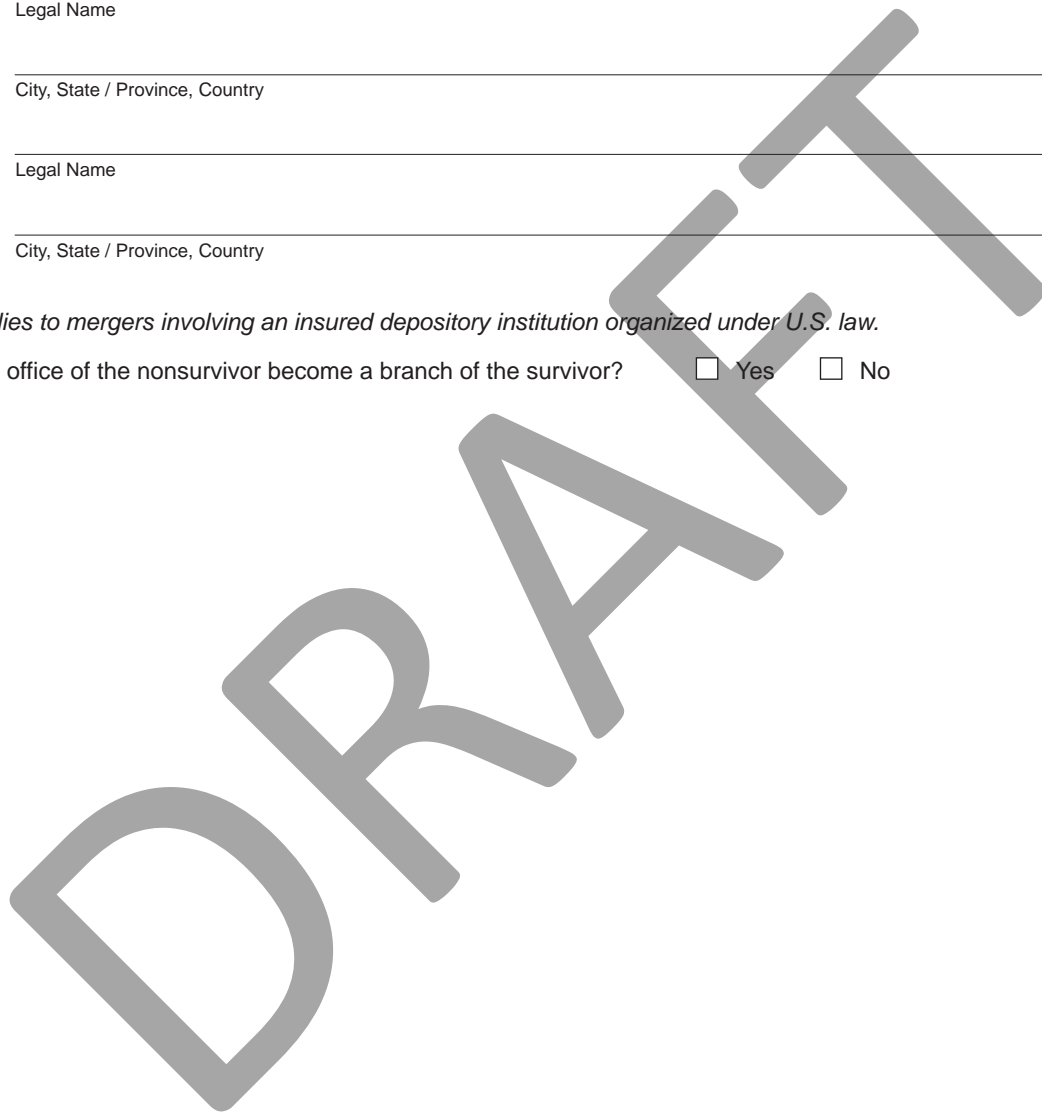 Legal Name
City, State / Province, Country
Legal Name
City, State / Province, Country
lies to mergers involving an insured depository institution organized under U.S. law.
office of the nonsurvivor become a branch of the survivor? Yes No
DRAFT